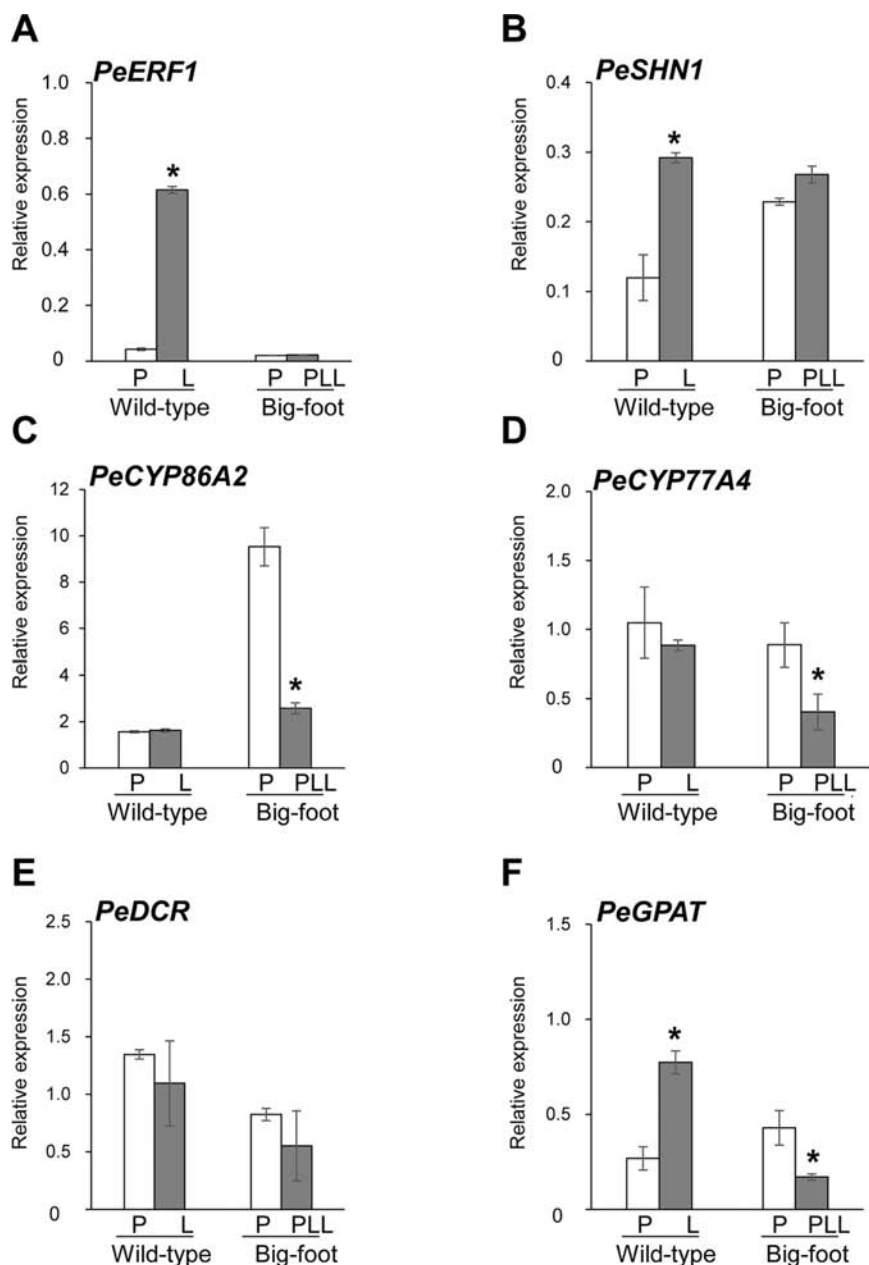 A
PeERF1
Relative expression
1.0
0.8
0.6
0.4
0.2
0
*
P L P PLL
Wild-type Big-foot
B
PeSHN1
Relative expression
0.4
0.3
0.2
0.1
0
*
P L P PLL
Wild-type Big-foot
C
PeCYP86A2
Relative expression
12
10
8
6
4
2
0
*
P L P PLL
Wild-type Big-foot
D
PeCYP77A4
Relative expression
2.0
1.5
1.0
0.5
0
*
P L P PLL
Wild-type Big-foot
E
PeDCR
Relative expression
2.5
2.0
1.5
1.0
0.5
0
P L P PLL
Wild-type Big-foot
F
PeGPAT
Relative expression
1.5
1.0
0.5
0
*
*
P L P PLL
Wild-type Big-foot